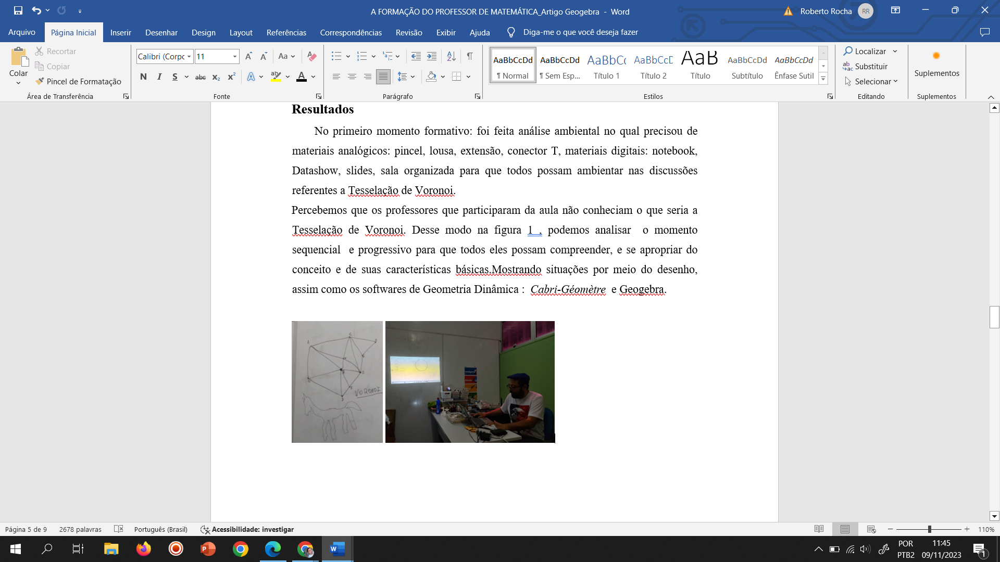 A FORMAÇÃO DO PROFESSOR DE MATEMÁTICA_Artigo Geogebra - Word
Roberto Rocha
RR
Arquivo
Página Inicial
Inserir
Desenhar
Design
Layout
Referências
Correspondências
Revisão
Exibir
Ajuda
Diga-me o que você deseja fazer
Colar
Recortar
Copiar
Pincel de Formatação
Área de Transferência
Calibri (Corpo
11
Aa
N I S abc x₂ x²
Fonte
Parágrafo
AaBbCcDd
¶ Normal
AaBbCcDd
¶ Sem Esp...
AaBbCc
Título 1
AaBbCcE
Título 2
AaB
Título
AaBbCcDd
Subtítulo
AaBbCcDd
Ênfase Sutil
Estilos
Localizar
Substituir
Selecionar
Editando
Suplementos
Suplementos
Resultados
No primeiro momento formativo: foi feita análise ambiental no qual precisou de
materiais analógicos: pincel, lousa, extensão, conector T, materiais digitais: notebook,
Datashow, slides, sala organizada para que todos possam ambientar nas discussões
referentes a Tesselação de Voronoi.
Percebemos que os professores que participaram da aula não conheciam o que seria a
Tesselação de Voronoi. Desse modo na figura 1 , podemos analisar o momento
sequencial e progressivo para que todos eles possam compreender, e se apropriar do
conceito e de suas características básicas.Mostrando situações por meio do desenho,
assim como os softwares de Geometria Dinâmica : Cabri-Géomètre e Geogebra.
VORONOI
Página 5 de 9
2678 palavras
Português (Brasil)
Acessibilidade: investigar
110%
POR
PTB2
11:45
09/11/2023
1